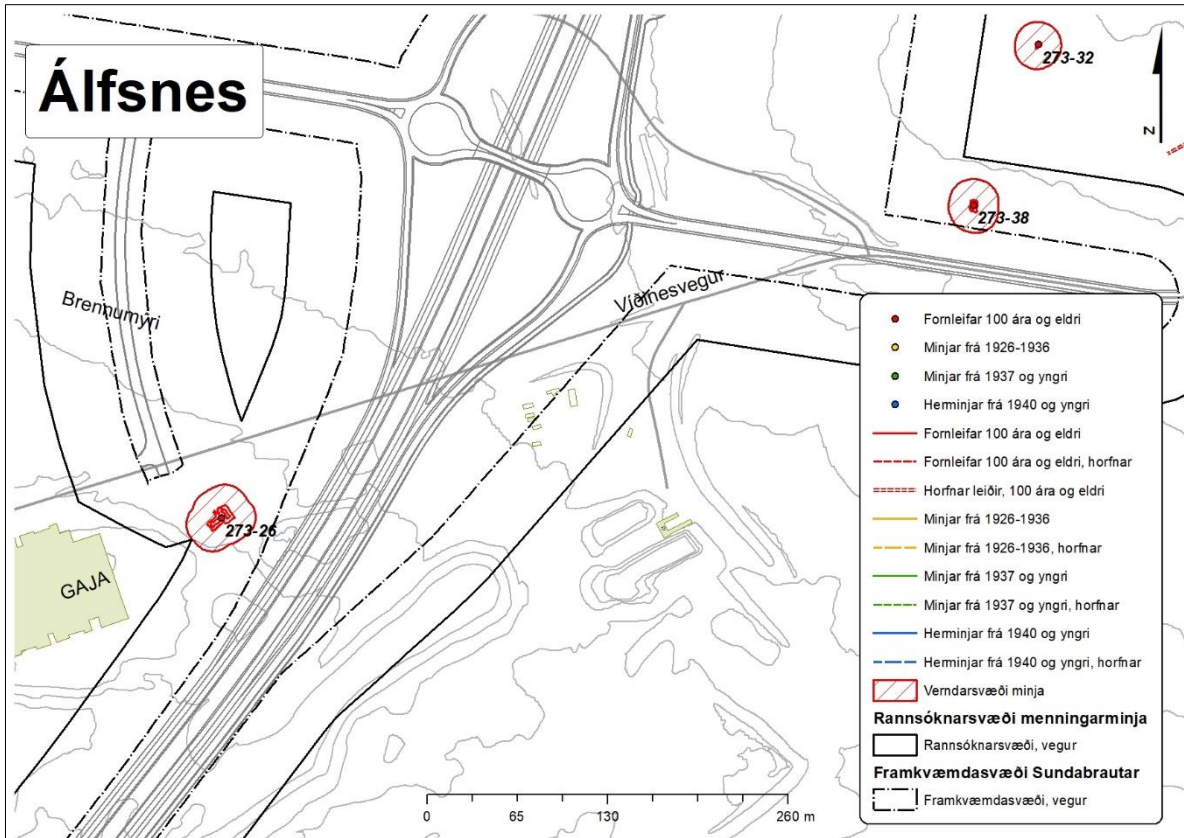 Álfsnes
273-32
N
273-38
Víðinesvegur
Brennumýri
273-26
GAJA
Fornleifar 100 ára og eldri
Minjar frá 1926-1936
Minjar frá 1937 og yngri
Herminjar frá 1940 og yngri
Fornleifar 100 ára og eldri
Fornleifar 100 ára og eldri, horfnar
Horfnar leiðir, 100 ára og eldri
Minjar frá 1926-1936
Minjar frá 1926-1936, horfnar
Minjar frá 1937 og yngri
Minjar frá 1937 og yngri, horfnar
Herminjar frá 1940 og yngri
Herminjar frá 1940 og yngri, horfnar
Verndarsvæði minja
Rannsóknarsvæði menningarminja
Rannsóknarsvæði, vegur
Framkvæmdasvæði Sundabrautar
Framkvæmdasvæði, vegur
0 65 130 260 m